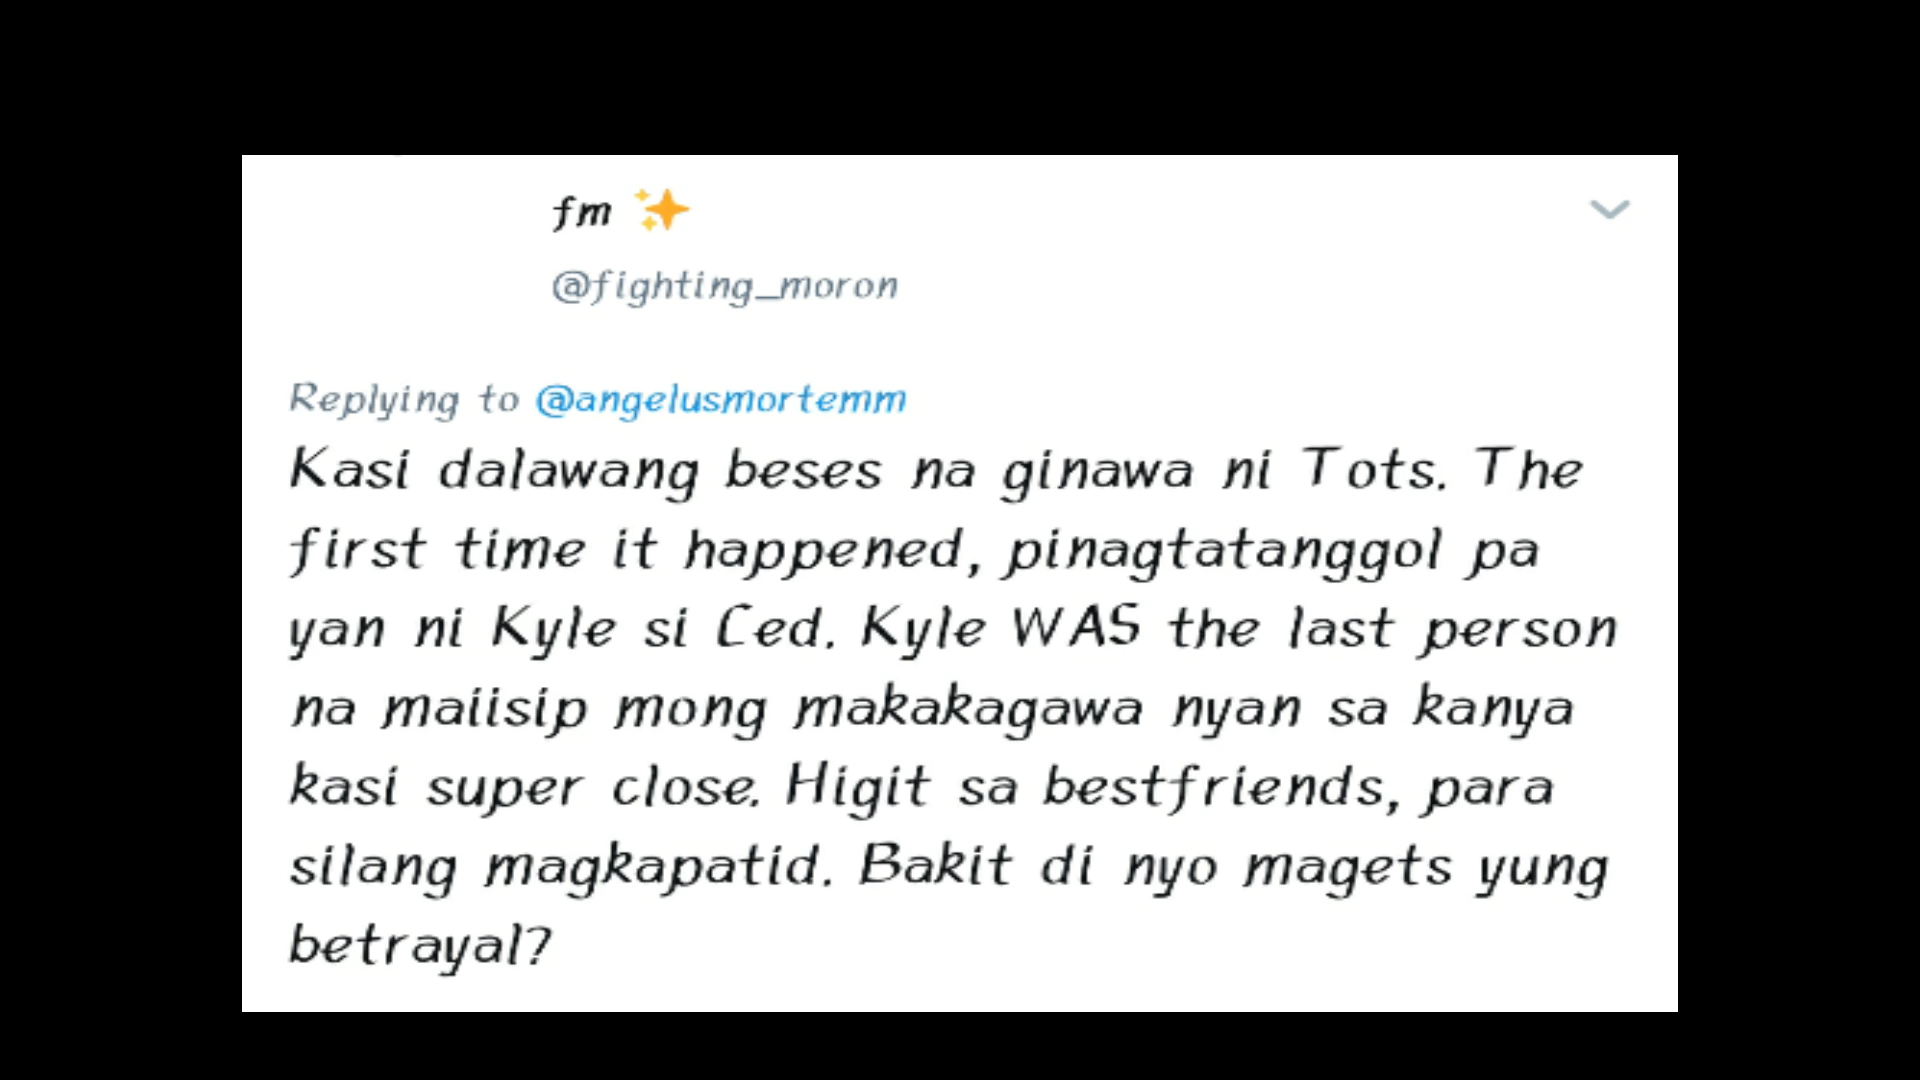 fm ✨
@fighting_moron
Replying to @angelusmortemm
Kasi dalawang beses na ginawa ni Tots. The
first time it happened, pinagtatanggol pa
yan ni Kyle si Ced. Kyle WAS the last person
na maiisip mong makakagawa nyan sa kanya
kasi super close. Higit sa bestfriends, para
silang magkapatid. Bakit di nyo magets yung
betrayal?